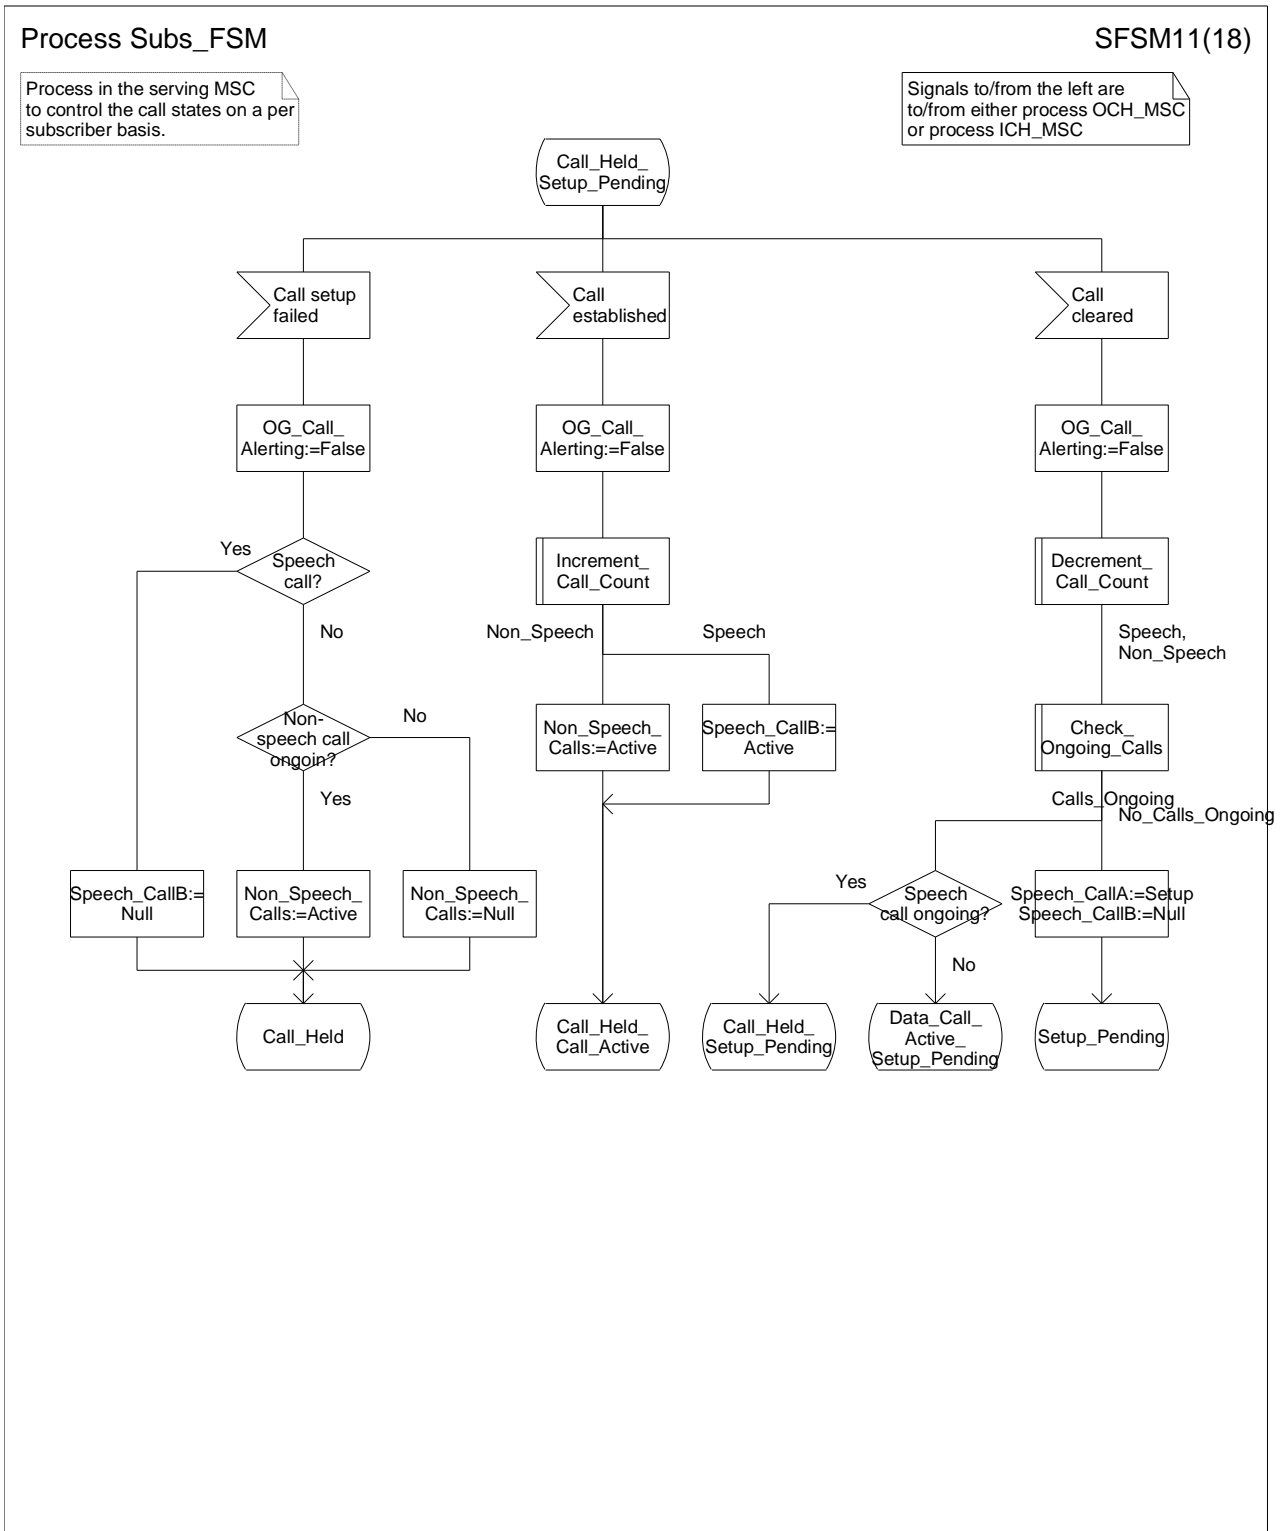 Process Subs_FSM
SFSM11(18)
Process in the serving MSC
to control the call states on a per
subscriber basis.
Signals to/from the left are
to/from either process OCH_MSC
or process ICH_MSC
Call_Held_
Setup_Pending
Call setup
failed
Call
established
Call
cleared
OG_Call_
Alerting:=False
OG_Call_
Alerting:=False
OG_Call_
Alerting:=False
Yes
Speech
call?
No
Increment_
Call_Count
Decrement_
Call_Count
Non_Speech
Speech
Speech,
Non_Speech
Non-
speech call
ongoin?
No
Yes
Non_Speech_
Calls:=Active
Speech_CallB:=
Active
Check_
Ongoing_Calls
Calls_Ongoing
No_Calls_Ongoing
Speech_CallB:=
Null
Non_Speech_
Calls:=Active
Non_Speech_
Calls:=Null
Yes
Speech
call ongoing?
No
Speech_CallA:=Setup
Speech_CallB:=Null
Call_Held
Call_Held_
Call_Active
Call_Held_
Setup_Pending
Data_Call_
Active_
Setup_Pending
Setup_Pending